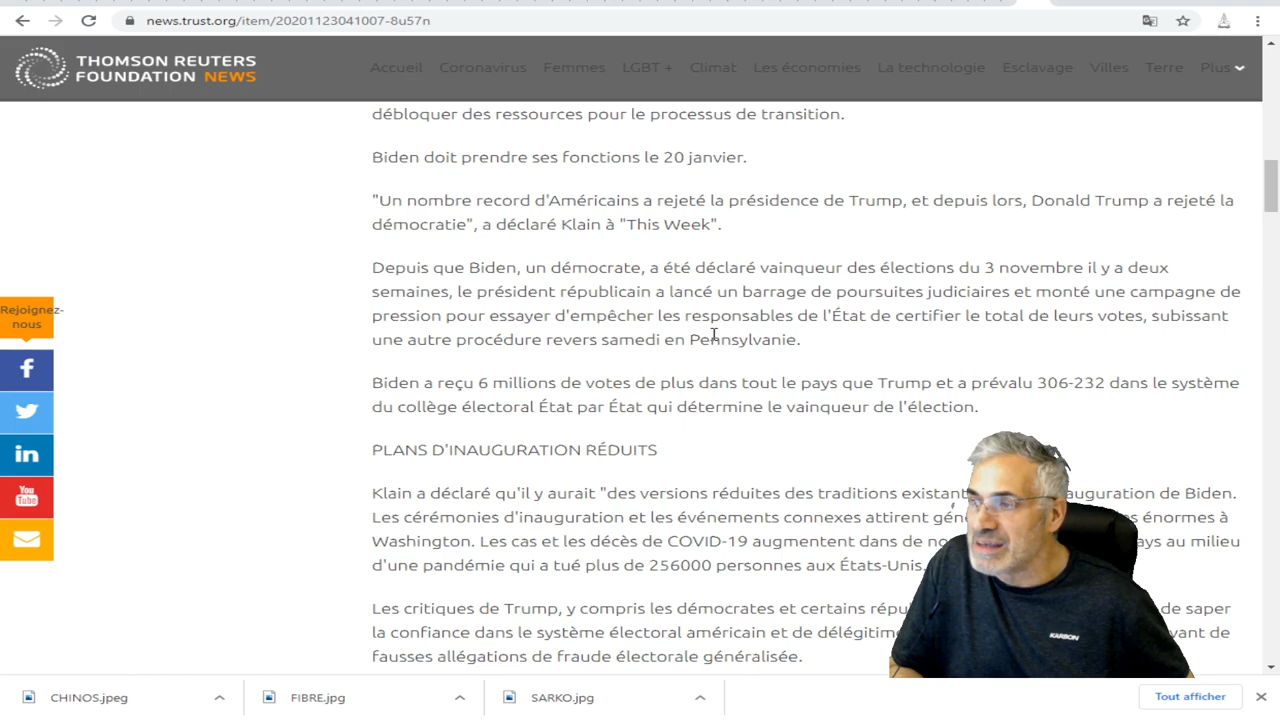 news.trust.org/item/20201123041007-8u57n
THOMSON REUTERS
FOUNDATION NEWS
Accueil Coronavirus Femmes LGBT + Climat Les économies La technologie Esclavage Villes Terre Plus
débloquer des ressources pour le processus de transition.
Biden doit prendre ses fonctions le 20 janvier.
"Un nombre record d'Américains a rejeté la présidence de Trump, et depuis lors, Donald Trump a rejeté la
démocratie", a déclaré Klain à "This Week".
Depuis que Biden, un démocrate, a été déclaré vainqueur des élections du 3 novembre il y a deux
semaines, le président républicain a lancé un barrage de poursuites judiciaires et monté une campagne de
pression pour essayer d'empêcher les responsables de l'État de certifier le total de leurs votes, subissant
une autre procédure revers samedi en Pennsylvanie.
Biden a reçu 6 millions de votes de plus dans tout le pays que Trump et a prévalu 306-232 dans le système
du collège électoral État par État qui détermine le vainqueur de l'élection.
PLANS D'INAUGURATION RÉDUITS
Klain a déclaré qu'il y aurait "des versions réduites des traditions existant auguration de Biden.
Les cérémonies d'inauguration et les événements connexes attirent gén es énormes à
Washington. Les cas et les décès de COVID-19 augmentent dans de no ays au milieu
d'une pandémie qui a tué plus de 256000 personnes aux États-Unis.
Les critiques de Trump, y compris les démocrates et certains répu de saper
la confiance dans le système électoral américain et de délégitim vant de
fausses allégations de fraude électorale généralisée.
Rejoignez-
nous
f
in
You
Tube
KARBON
CHINOS.jpeg
FIBRE.jpg
SARKO.jpg
Tout afficher